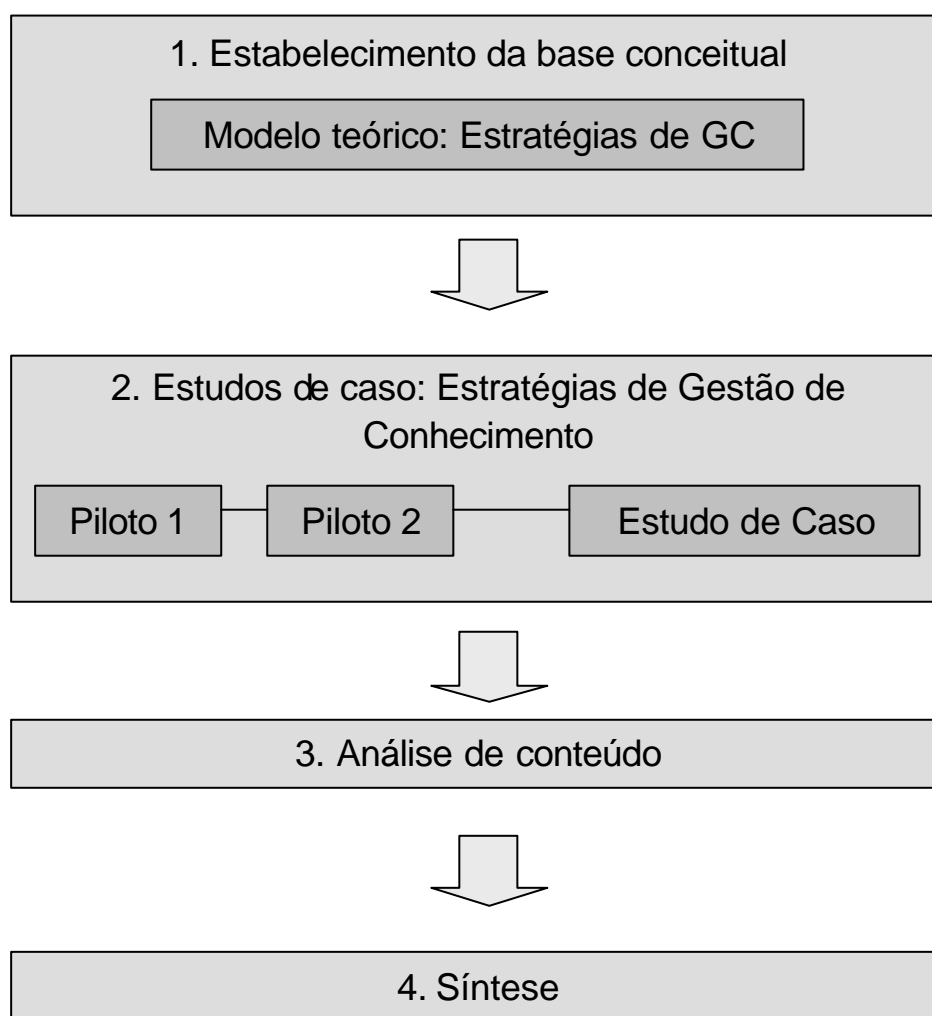 1. Estabelecimento da base conceitual
Modelo teórico: Estratégias de GC
2. Estudos de caso: Estratégias de Gestão de
Conhecimento
Piloto 1
Piloto 2
Estudo de Caso
3. Análise de conteúdo
4. Síntese